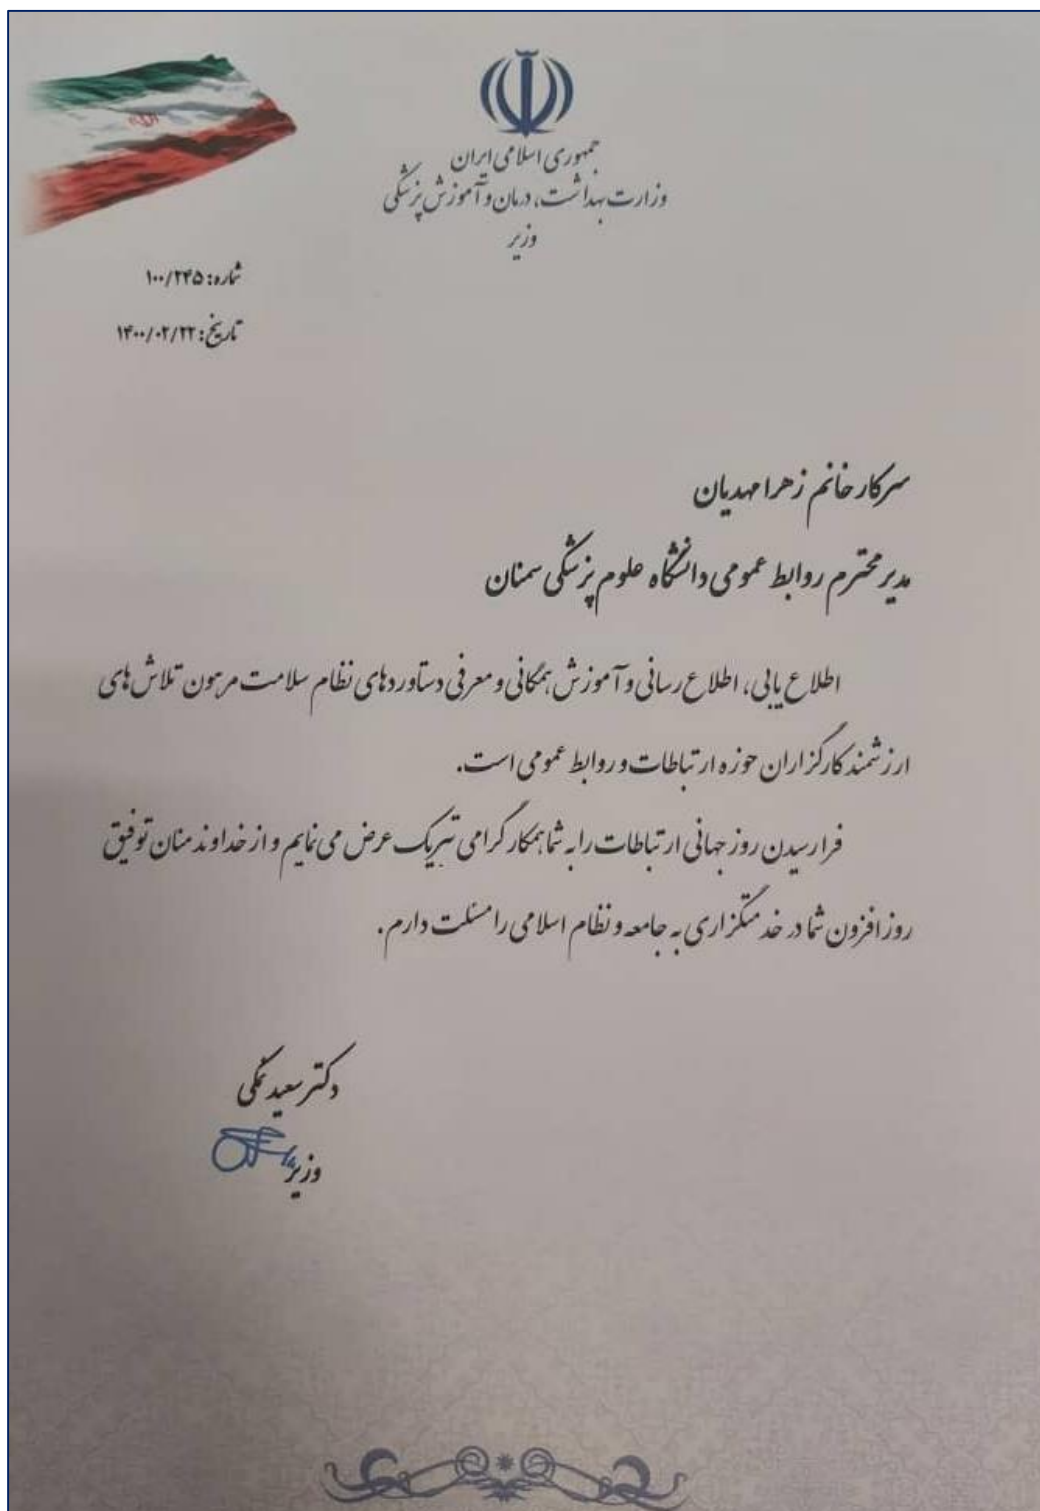 جمهوری اسلامی ایران
وزارت بهداشت، درمان و آموزش پزشکی
وزیر
شماره: ۱۰۰/۲۴۵
تاریخ: ۱۴۰۰/۰۲/۲۲
سرکار خانم زهرا مهدیان
مدیر محترم روابط عمومی دانشگاه علوم پزشکی سمنان
اطلاع یابی، اطلاع رسانی و آموزش همگانی و معرفی دستاوردهای نظام سلامت مرهون تلاش های
ارزشمند کارگزاران حوزه ارتباطات و روابط عمومی است.
فرارسیدن روز جهانی ارتباطات را به شما همکار گرامی تبریک عرض می نمایم و از خداوند منان توفیق
روز افزون شما در خدمتگزاری به جامعه و نظام اسلامی را مسئلت دارم.
دکتر سعید نمکی
وزیر